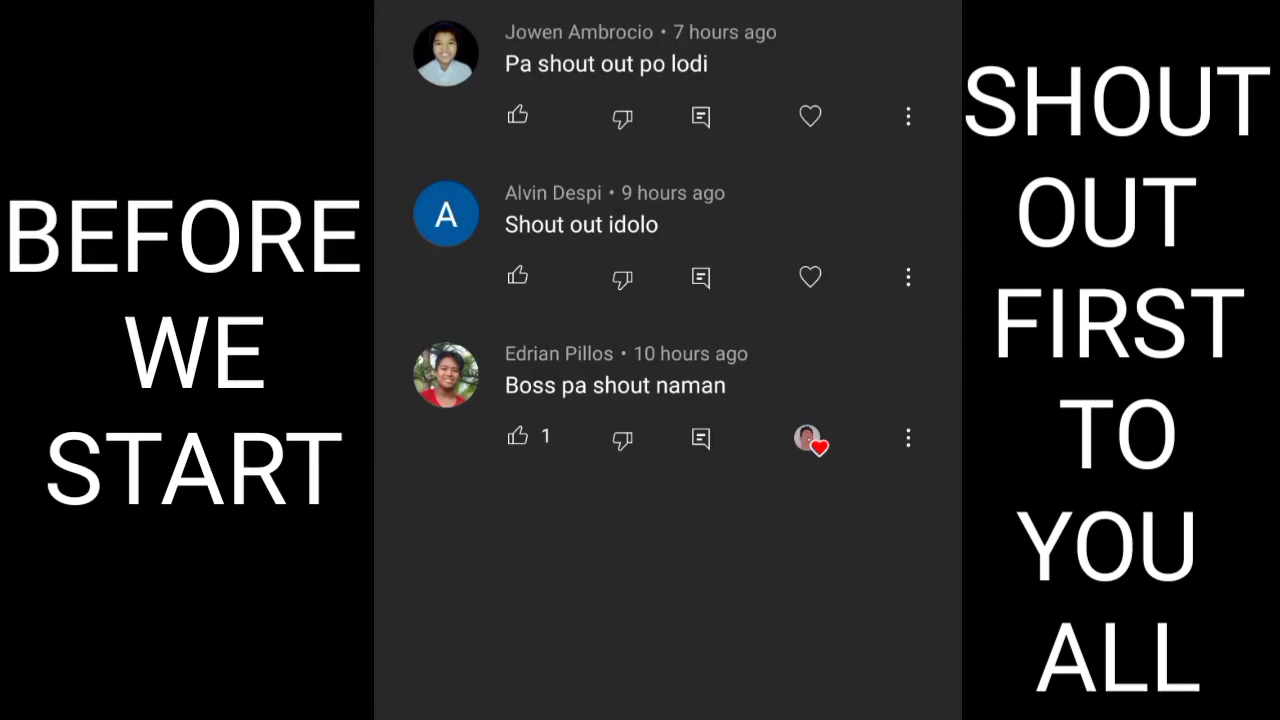 BEFORE
WE
START
Jowen Ambrocio • 7 hours ago
Pa shout out po lodi
A
Alvin Despi • 9 hours ago
Shout out idolo
Edrian Pillos • 10 hours ago
Boss pa shout naman
1
SHOUT
OUT
FIRST
TO
YOU
ALL